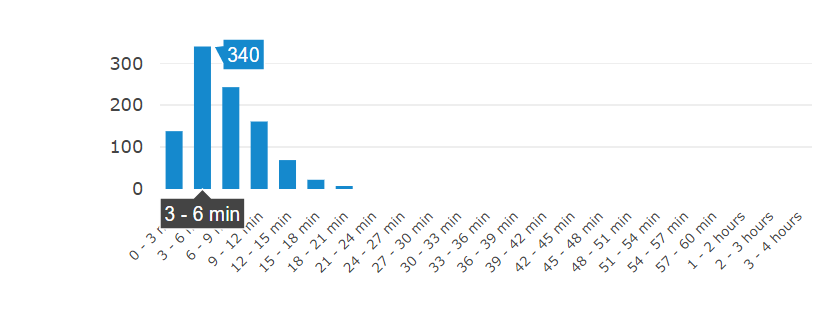 340
300
200
100
0
3 - 6 min
0 - 3
3 - 6
6 - 9
9 - 12 min
12 - 15 min
15 - 18 min
18 - 21 min
21 - 24 min
24 - 27 min
27 - 30 min
30 - 33 min
33 - 36 min
36 - 39 min
39 - 42 min
42 - 45 min
45 - 48 min
48 - 51 min
51 - 54 min
54 - 57 min
57 - 60 min
1 - 2 hours
2 - 3 hours
3 - 4 hours